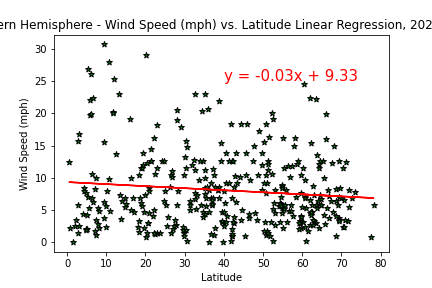 ern Hemisphere - Wind Speed (mph) vs. Latitude Linear Regression, 202
y = -0.03x + 9.33
Wind Speed (mph)
30
25
20
15
10
5
0
0 10 20 30 40 50 60 70 80
Latitude